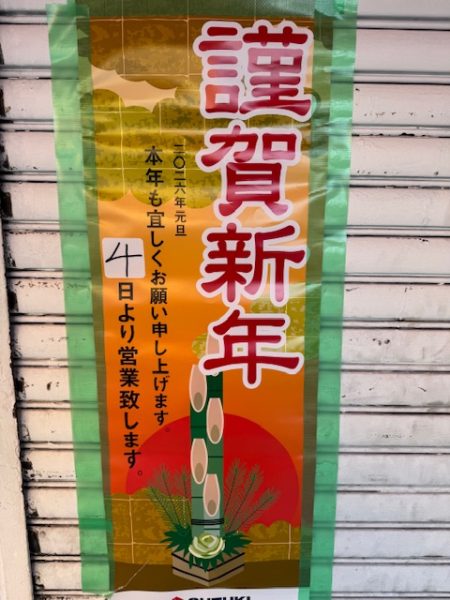 謹賀新年
二〇二六年元旦
本年も宜しくお願い申し上げます。
4日より営業致します。
SUZUKI